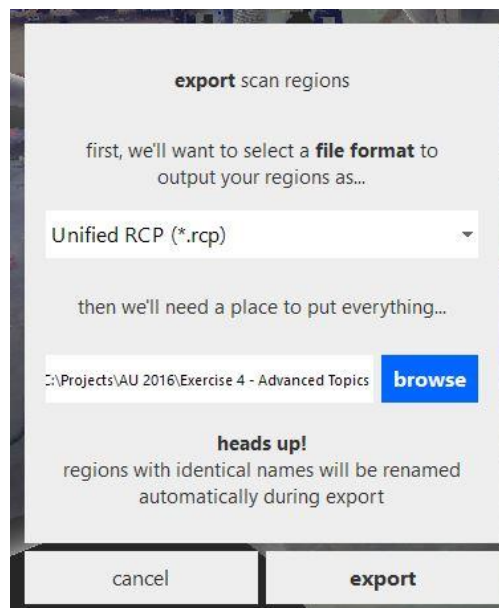 export scan regions
first, we'll want to select a file format to
output your regions as...
Unified RCP (*.rcp)
then we'll need a place to put everything...
:\Projects\AU 2016\Exercise 4 - Advanced Topics
browse
heads up!
regions with identical names will be renamed
automatically during export
cancel
export